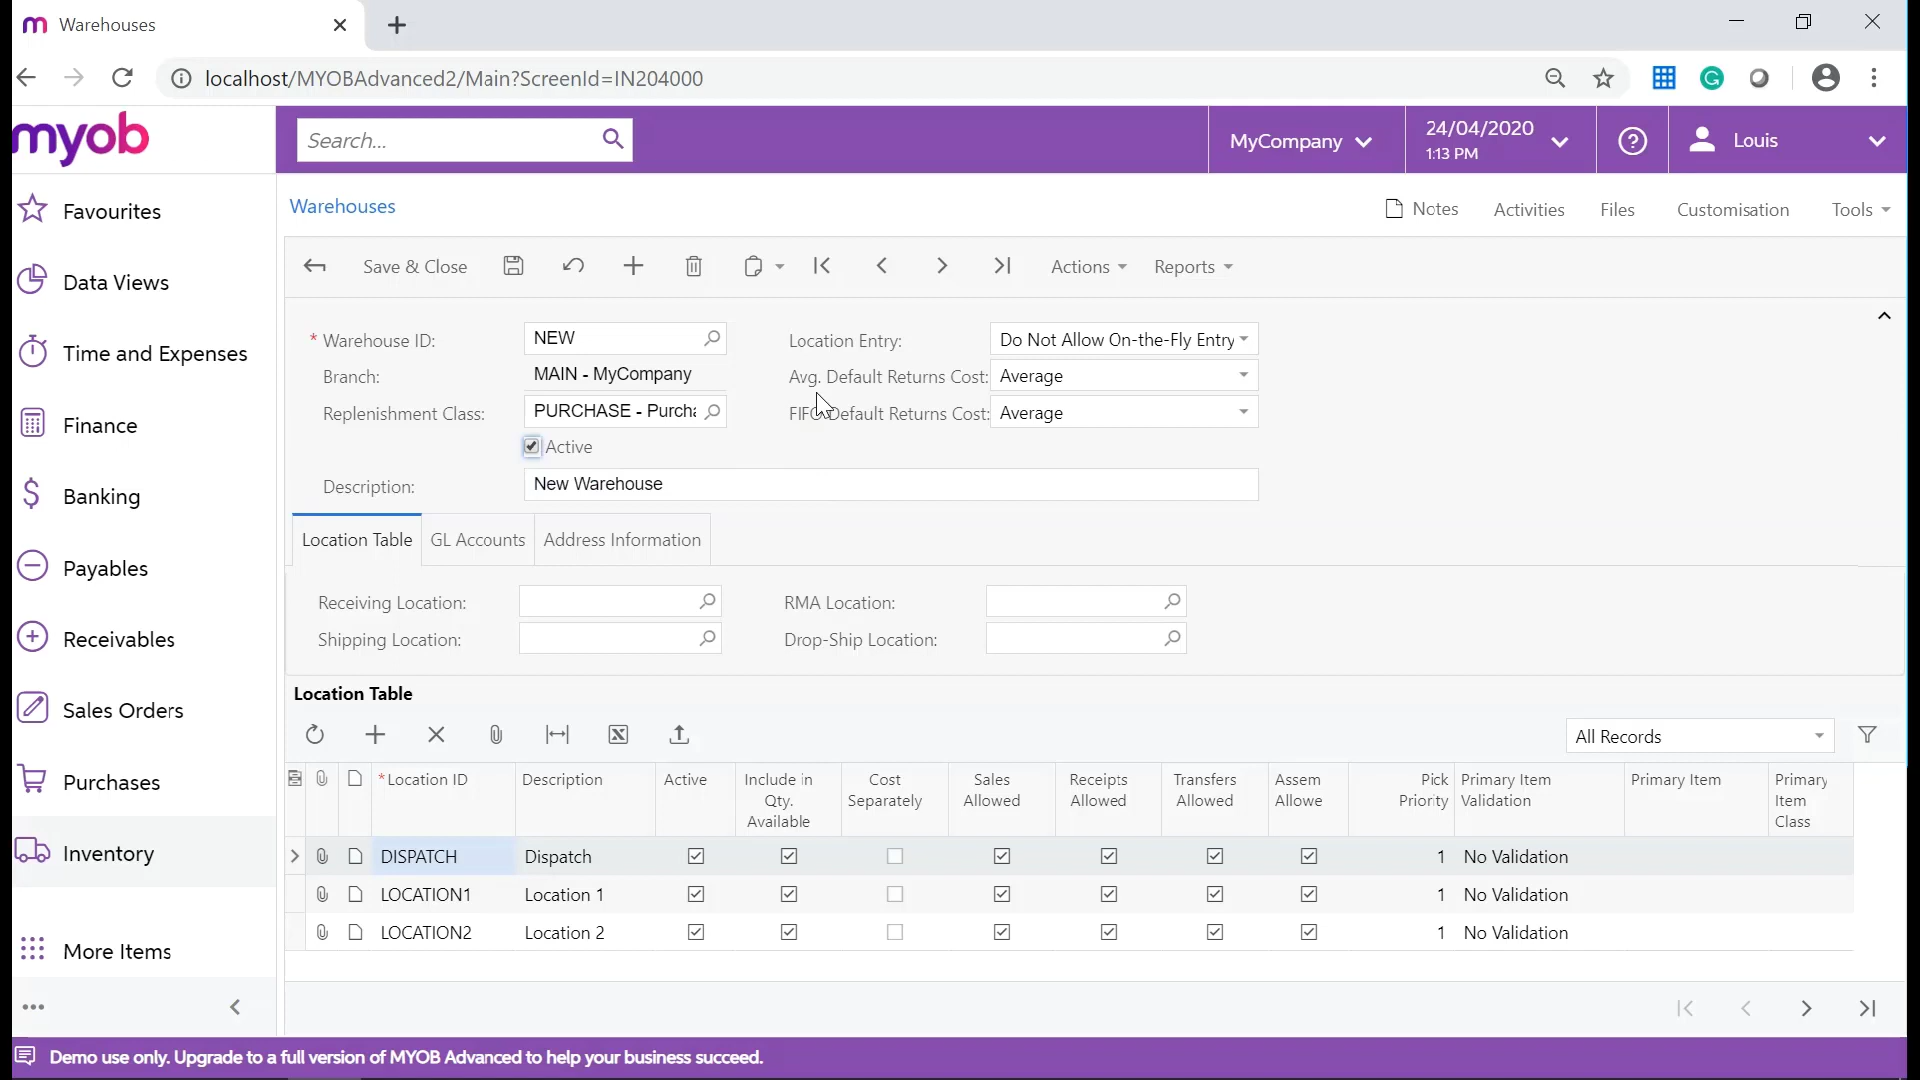 Warehouses
localhost/MYOBAdvanced2/Main?ScreenId=IN204000
myob
Search...
MyCompany
24/04/2020
1:13 PM
Louis
Favourites
Data Views
Time and Expenses
Finance
Banking
Payables
Receivables
Sales Orders
Purchases
Inventory
More Items
Warehouses
Notes Activities Files Customisation Tools
Save & Close Actions Reports
* Warehouse ID: NEW Location Entry: Do Not Allow On-the-Fly Entry
Branch: MAIN - MyCompany Avg. Default Returns Cost: Average
Replenishment Class: PURCHASE - Purcha FIFO Default Returns Cost: Average
Active
Description: New Warehouse
Location Table GL Accounts Address Information
Receiving Location: RMA Location:
Shipping Location: Drop-Ship Location:
Location Table
All Records
* Location ID Description Active Include in Qty. Available Cost Separately Sales Allowed Receipts Allowed Transfers Allowed Assem Allowe Pick Priority Primary Item Validation Primary Item Primary Item Class
DISPATCH Dispatch 1 No Validation
LOCATION1 Location 1 1 No Validation
LOCATION2 Location 2 1 No Validation
Demo use only. Upgrade to a full version of MYOB Advanced to help your business succeed.